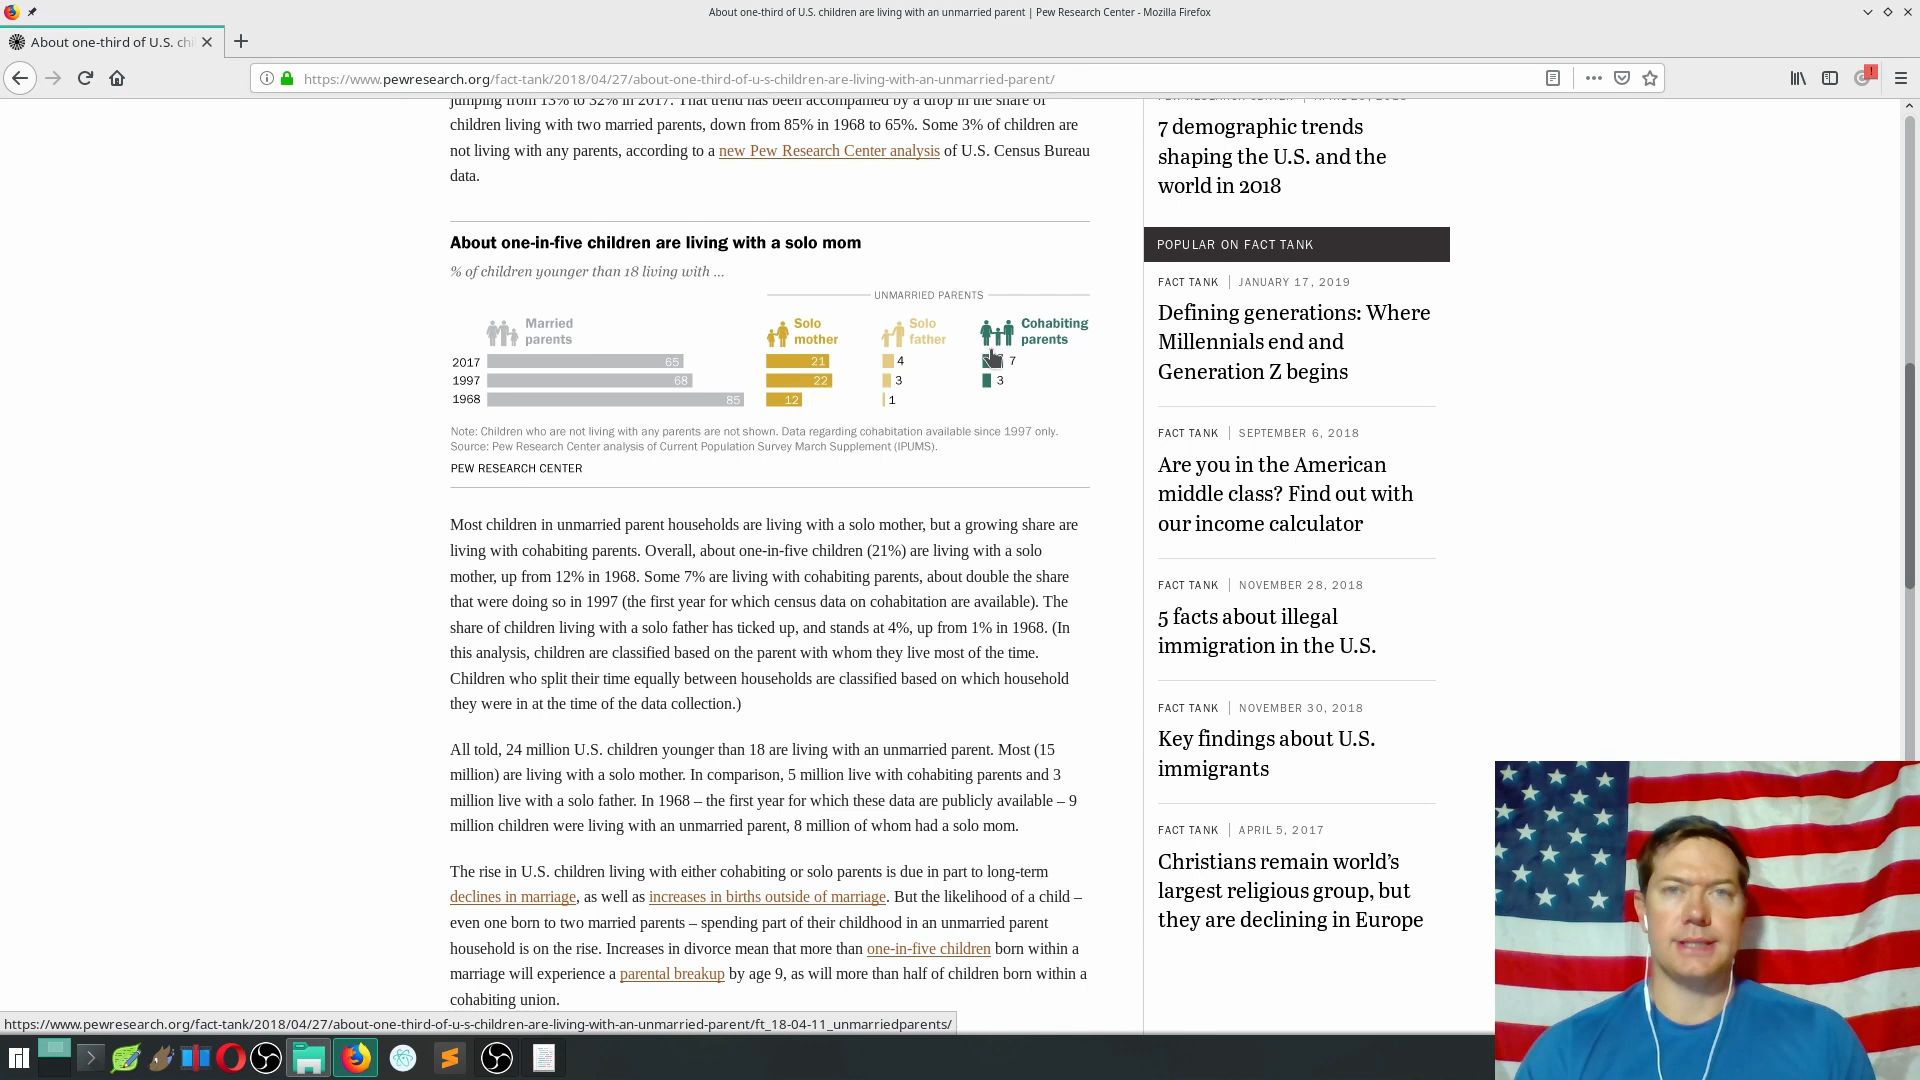 About one-third of U.S. children are living with an unmarried parent | Pew Research Center - Mozilla Firefox
About one-third of U.S. chi
https://www.pewresearch.org/fact-tank/2018/04/27/about-one-third-of-u-s-children-are-living-with-an-unmarried-parent/
jumping from 13% to 32% in 2017. That trend has been accompanied by a drop in the share of
children living with two married parents, down from 85% in 1968 to 65%. Some 3% of children are
not living with any parents, according to a new Pew Research Center analysis of U.S. Census Bureau
data.
About one-in-five children are living with a solo mom
% of children younger than 18 living with ...
UNMARRIED PARENTS
Married parents
Solo mother
Solo father
Cohabiting parents
2017 65 21 4 7
1997 68 22 3 3
1968 85 12 1
Note: Children who are not living with any parents are not shown. Data regarding cohabitation available since 1997 only.
Source: Pew Research Center analysis of Current Population Survey March Supplement (IPUMS).
PEW RESEARCH CENTER
Most children in unmarried parent households are living with a solo mother, but a growing share are
living with cohabiting parents. Overall, about one-in-five children (21%) are living with a solo
mother, up from 12% in 1968. Some 7% are living with cohabiting parents, about double the share
that were doing so in 1997 (the first year for which census data on cohabitation are available). The
share of children living with a solo father has ticked up, and stands at 4%, up from 1% in 1968. (In
this analysis, children are classified based on the parent with whom they live most of the time.
Children who split their time equally between households are classified based on which household
they were in at the time of the data collection.)
All told, 24 million U.S. children younger than 18 are living with an unmarried parent. Most (15
million) are living with a solo mother. In comparison, 5 million live with cohabiting parents and 3
million live with a solo father. In 1968 – the first year for which these data are publicly available – 9
million children were living with an unmarried parent, 8 million of whom had a solo mom.
The rise in U.S. children living with either cohabiting or solo parents is due in part to long-term
declines in marriage, as well as increases in births outside of marriage. But the likelihood of a child –
even one born to two married parents – spending part of their childhood in an unmarried parent
household is on the rise. Increases in divorce mean that more than one-in-five children born within a
marriage will experience a parental breakup by age 9, as will more than half of children born within a
cohabiting union.
7 demographic trends
shaping the U.S. and the
world in 2018
POPULAR ON FACT TANK
FACT TANK | JANUARY 17, 2019
Defining generations: Where
Millennials end and
Generation Z begins
FACT TANK | SEPTEMBER 6, 2018
Are you in the American
middle class? Find out with
our income calculator
FACT TANK | NOVEMBER 28, 2018
5 facts about illegal
immigration in the U.S.
FACT TANK | NOVEMBER 30, 2018
Key findings about U.S.
immigrants
FACT TANK | APRIL 5, 2017
Christians remain world's
largest religious group, but
they are declining in Europe
https://www.pewresearch.org/fact-tank/2018/04/27/about-one-third-of-u-s-children-are-living-with-an-unmarried-parent/ft_18-04-11_unmarriedparents/